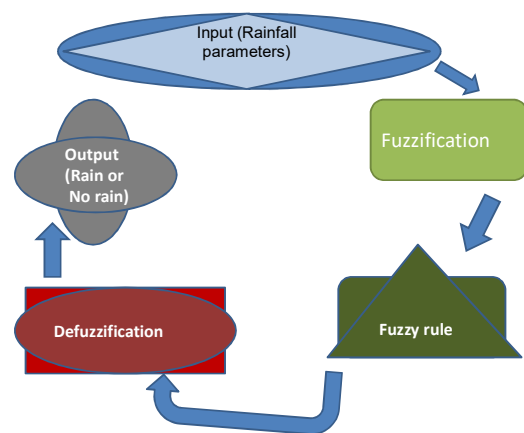 Input (Rainfall
parameters)
Fuzzification
Fuzzy rule
Defuzzification
Output
(Rain or
No rain)